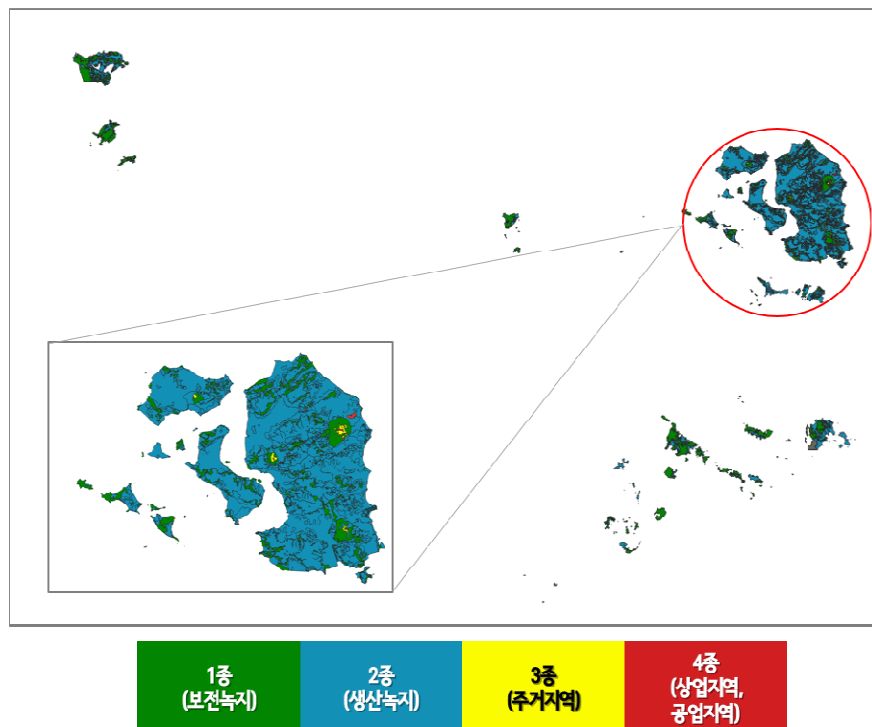 1종
(보전녹지)
2종
(생산녹지)
3종
(주거지역)
4종
(상업지역,
공업지역)